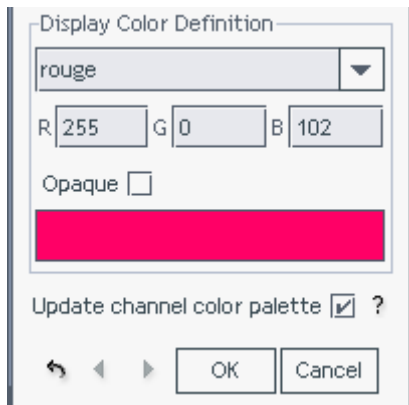 Display Color Definition
rouge
R 255 G 0 B 102
Opaque
Update channel color palette ?
OK Cancel